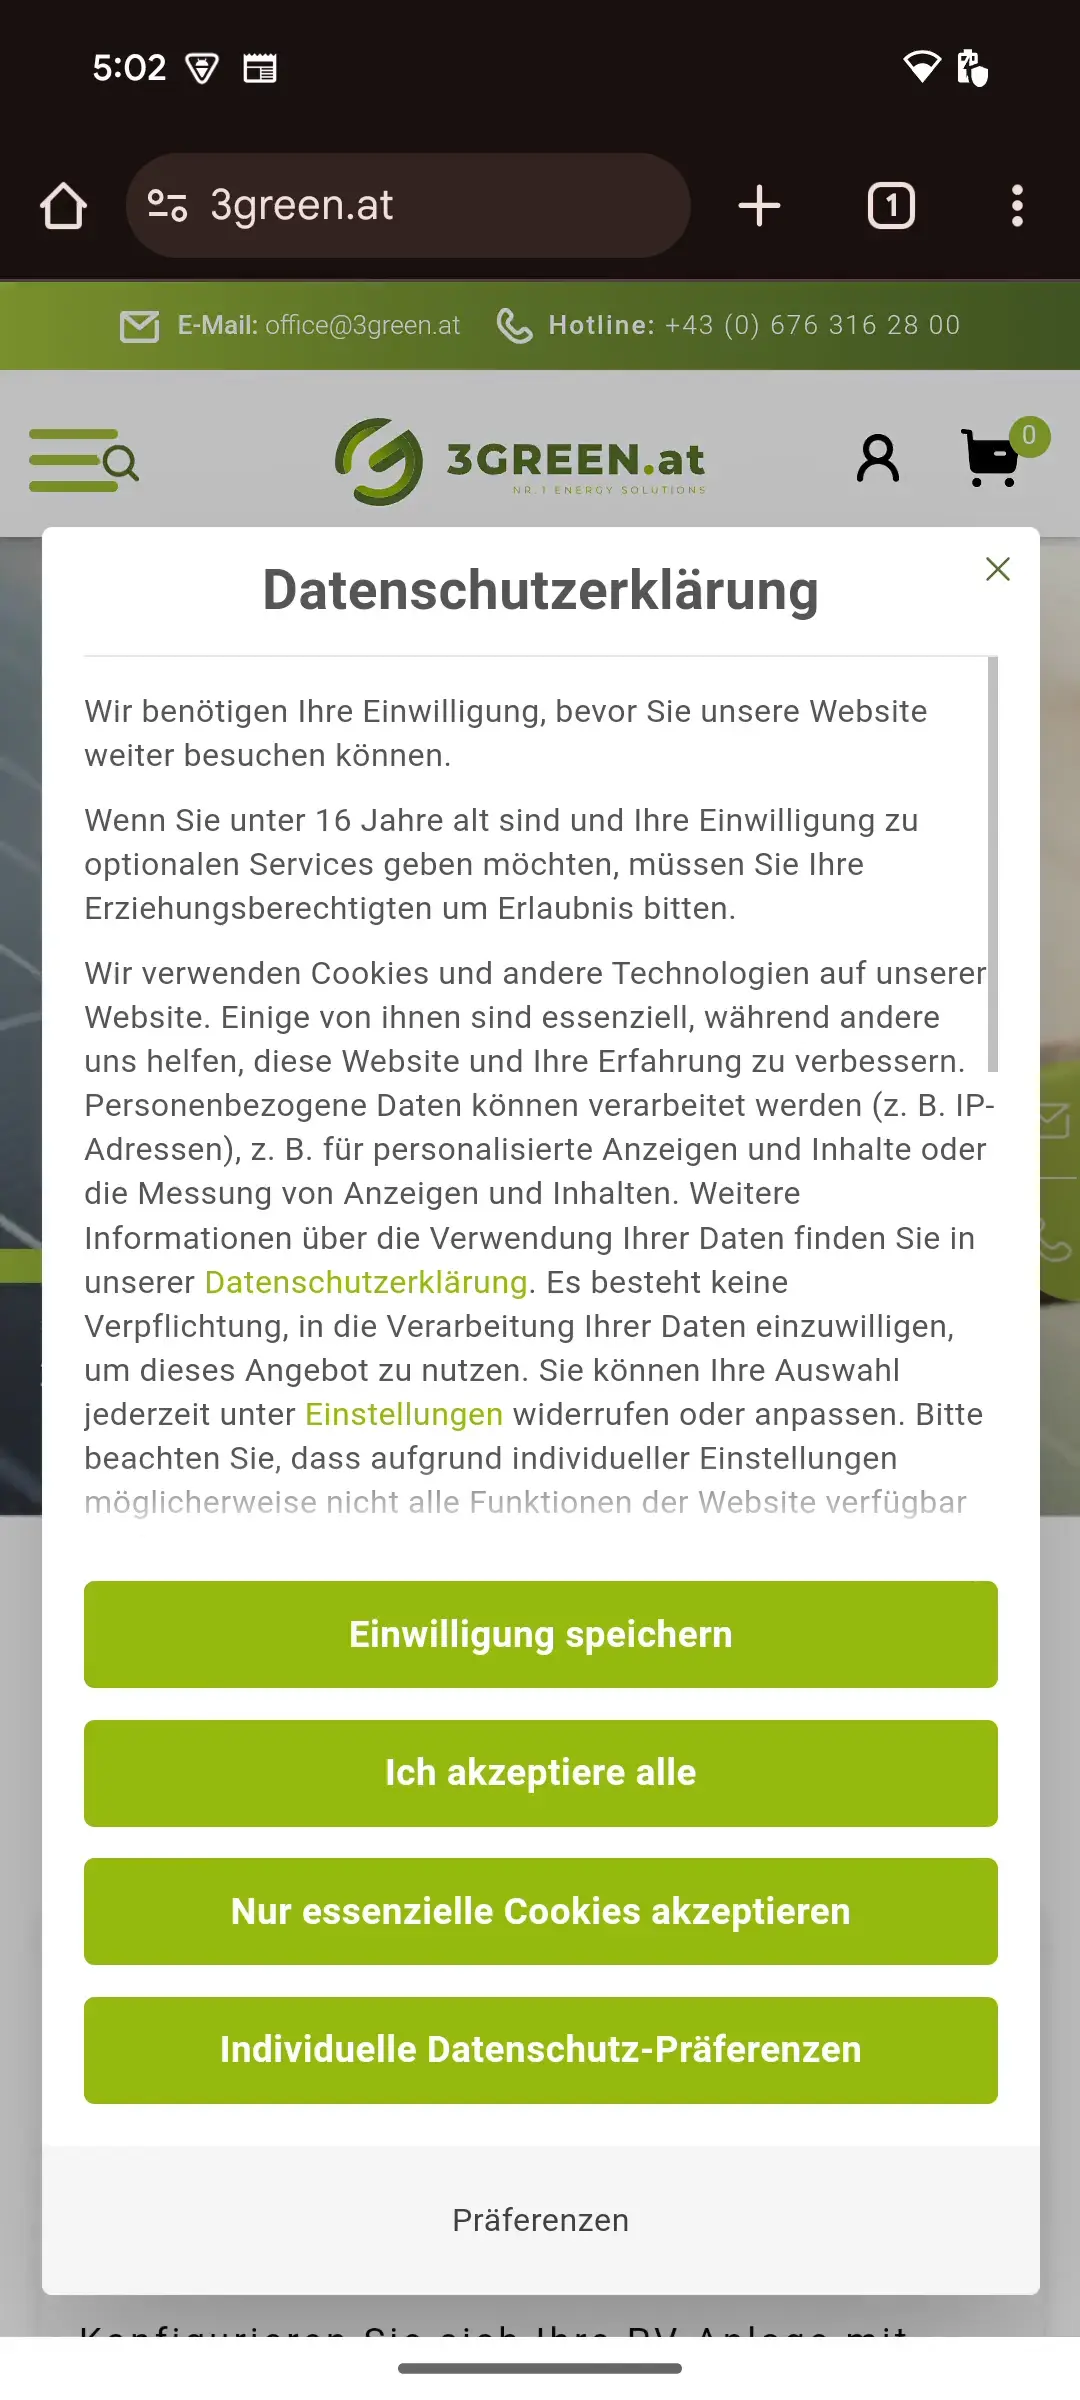 5:02
3green.at
1
E-Mail: office@3green.at Hotline: +43 (0) 676 316 28 00
3GREEN.at
NR.1 ENERGY SOLUTIONS
0
Datenschutzerklärung
Wir benötigen Ihre Einwilligung, bevor Sie unsere Website
weiter besuchen können.
Wenn Sie unter 16 Jahre alt sind und Ihre Einwilligung zu
optionalen Services geben möchten, müssen Sie Ihre
Erziehungsberechtigten um Erlaubnis bitten.
Wir verwenden Cookies und andere Technologien auf unserer
Website. Einige von ihnen sind essenziell, während andere
uns helfen, diese Website und Ihre Erfahrung zu verbessern.
Personenbezogene Daten können verarbeitet werden (z. B. IP-
Adressen), z. B. für personalisierte Anzeigen und Inhalte oder
die Messung von Anzeigen und Inhalten. Weitere
Informationen über die Verwendung Ihrer Daten finden Sie in
unserer Datenschutzerklärung. Es besteht keine
Verpflichtung, in die Verarbeitung Ihrer Daten einzuwilligen,
um dieses Angebot zu nutzen. Sie können Ihre Auswahl
jederzeit unter Einstellungen widerrufen oder anpassen. Bitte
beachten Sie, dass aufgrund individueller Einstellungen
möglicherweise nicht alle Funktionen der Website verfügbar
Einwilligung speichern
Ich akzeptiere alle
Nur essenzielle Cookies akzeptieren
Individuelle Datenschutz-Präferenzen
Präferenzen
Konfigurieren Sie sich Ihre PV Anlage mit